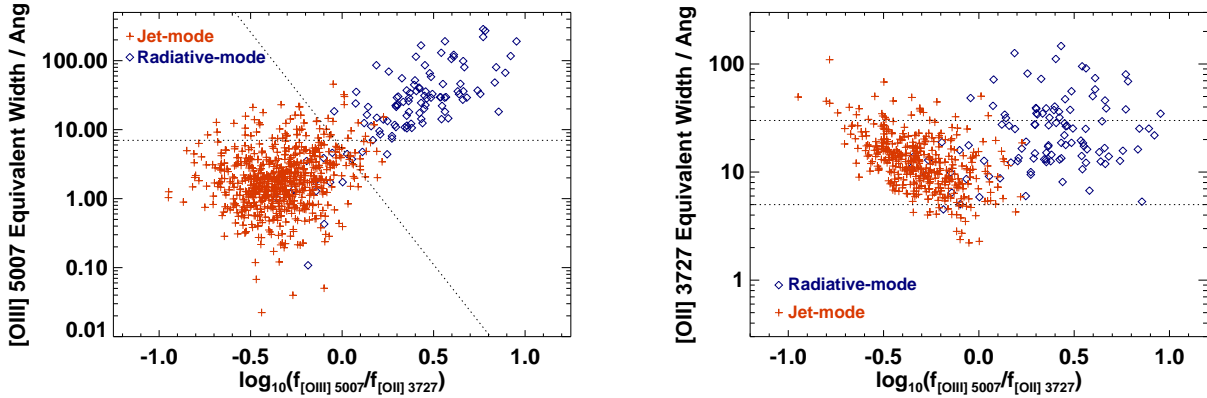 [OIII] 5007 Equivalent Width / Ang
+ Jet-mode
◇ Radiative-mode
100.00
10.00
1.00
0.10
0.01
-1.0 -0.5 0.0 0.5 1.0
log10(f[OIII] 5007/f[OII] 3727)
[OII] 3727 Equivalent Width / Ang
100
10
1
◇ Radiative-mode
+ Jet-mode
-1.0 -0.5 0.0 0.5 1.0
log10(f[OIII] 5007/f[OII] 3727)